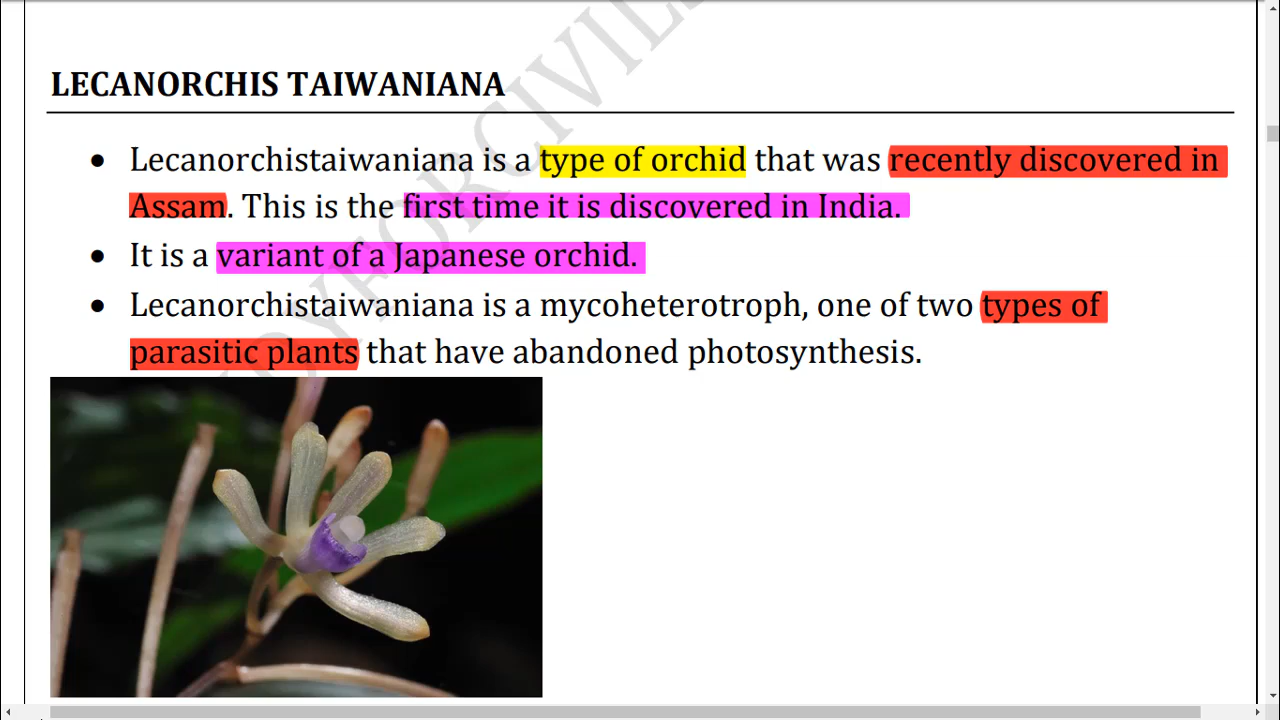 LECANORCHIS TAIWANIANA
• Lecanorchistaiwaniana is a type of orchid that was recently discovered in
Assam. This is the first time it is discovered in India.
• It is a variant of a Japanese orchid.
• Lecanorchistaiwaniana is a mycoheterotroph, one of two types of
parasitic plants that have abandoned photosynthesis.